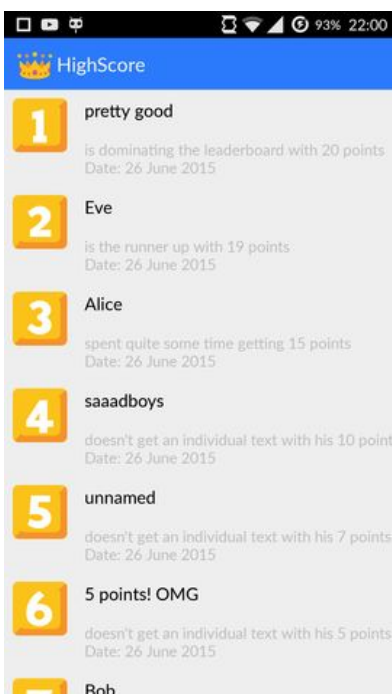 93% 22:00
HighScore
1
pretty good
is dominating the leaderboard with 20 points
Date: 26 June 2015
2
Eve
is the runner up with 19 points
Date: 26 June 2015
3
Alice
spent quite some time getting 15 points
Date: 26 June 2015
4
saaadboys
doesn't get an individual text with his 10 point
Date: 26 June 2015
5
unnamed
doesn't get an individual text with his 7 points
Date: 26 June 2015
6
5 points! OMG
doesn't get an individual text with his 5 points
Date: 26 June 2015
Bob